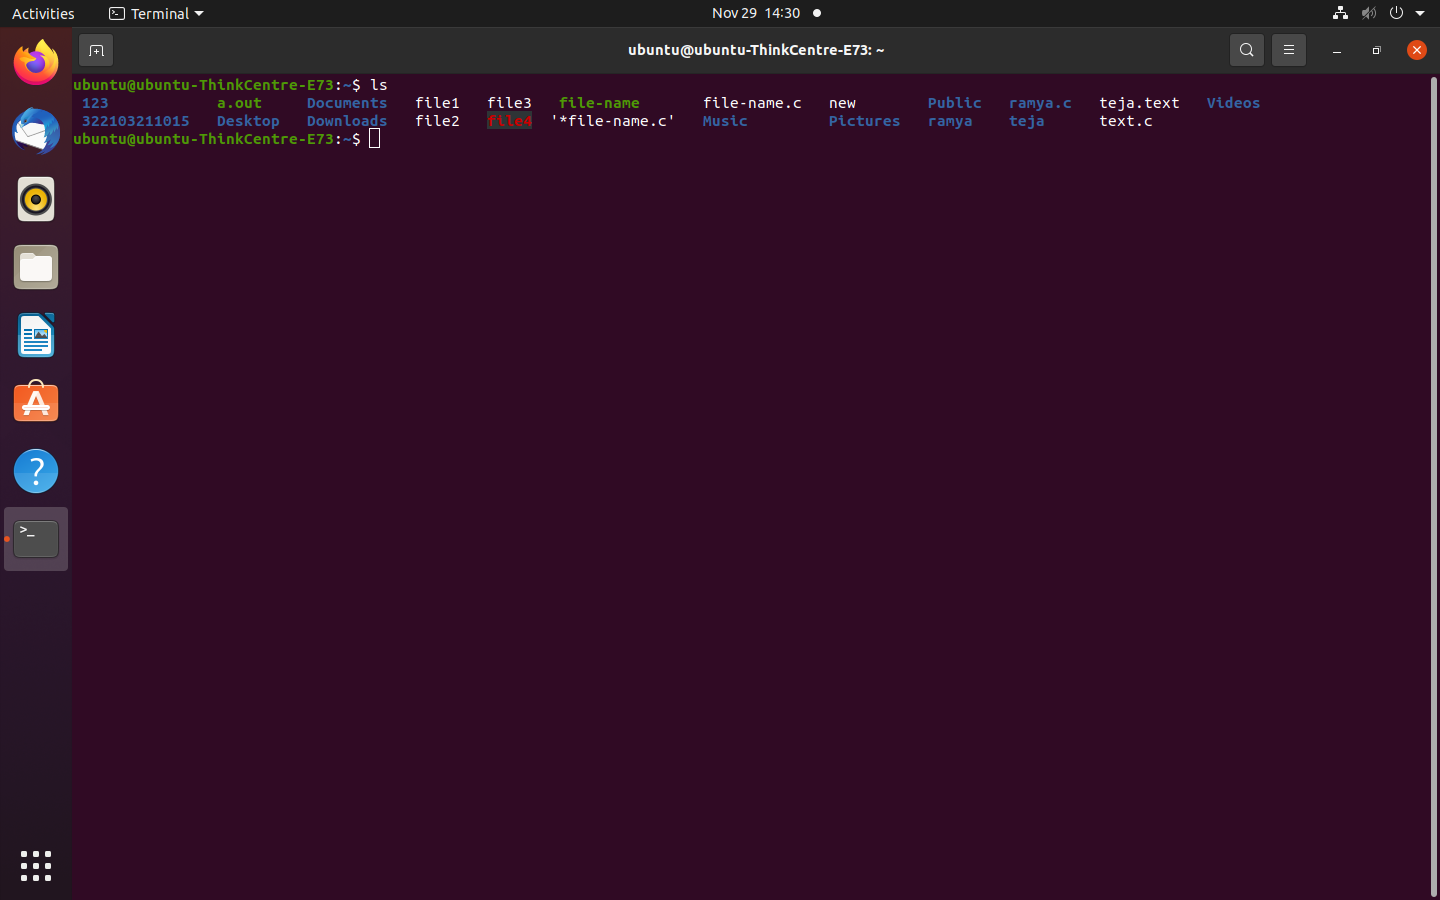 Activities Terminal Nov 29 14:30
ubuntu@ubuntu-ThinkCentre-E73: ~
ubuntu@ubuntu-ThinkCentre-E73:~$ ls
123 a.out Documents file1 file3 file-name file-name.c new Public ramya.c teja.text Videos
322103211015 Desktop Downloads file2 file4 '*file-name.c' Music Pictures ramya teja text.c
ubuntu@ubuntu-ThinkCentre-E73:~$